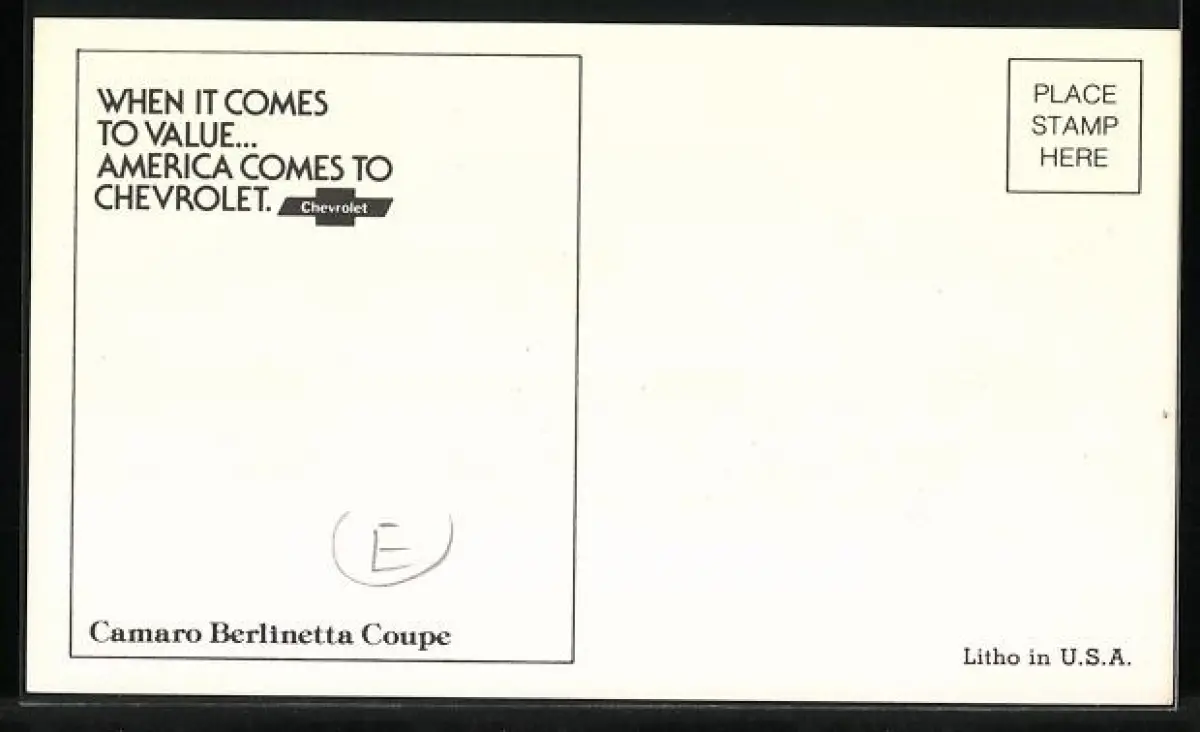 WHEN IT COMES
TO VALUE...
AMERICA COMES TO
CHEVROLET. Chevrolet
PLACE
STAMP
HERE
E
Camaro Berlinetta Coupe
Litho in U.S.A.